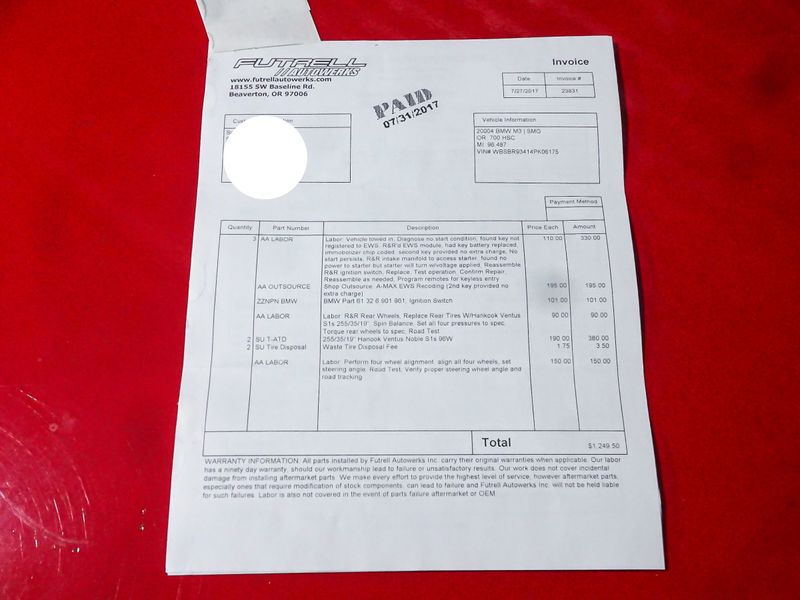 FUTRELL
//AUTOWERKS
www.futrellautowerks.com
18155 SW Baseline Rd.
Beaverton, OR 97006
Invoice
Date Invoice #
7/27/2017 23831
PAID
07/31/2017
Vehicle Information
20004 BMW M3 | SMG
OR: 700 HSC
MI: 96,487
VIN# WBSBR93414PK06175
Payment Method
Quantity Part Number Description Price Each Amount
3 AA LABOR Labor: Vehicle towed in, Diagnose no start condition, found key not 110.00 330.00
registered to EWS. R&R'd EWS module, had key battery replaced,
immobilizer chip coded, second key provided no extra charge, No
start persists. R&R intake manifold to access starter, found no
power to starter but starter will turn w/voltage applied. Reassemble
R&R ignition switch, Replace. Test operation. Confirm Repair,
Reassemble as needed. Program remotes for keyless entry
AA OUTSOURCE Shop Outsource: A-MAX EWS Recoding (2nd key provided no 195.00 195.00
extra charge)
ZZNPN BMW BMW Part 61 32 6 901 961, Ignition Switch 101.00 101.00
AA LABOR Labor: R&R Rear Wheels, Replace Rear Tires W/Hankook Ventus 90.00 90.00
S1s 255/35/19". Spin Balance, Set all four pressures to spec.
Torque rear wheels to spec, Road Test
2 SU T-ATD 255/35/19" Hanook Ventus Noble S1s 96W 190.00 380.00
2 SU Tire Disposal Waste Tire Disposal Fee 1.75 3.50
AA LABOR Labor: Perform four wheel alignment, align all four wheels, set 150.00 150.00
steering angle, Road Test, Verify proper steering wheel angle and
road tracking
Total $1,249.50
WARRANTY INFORMATION: All parts installed by Futrell Autowerks Inc. carry their original warranties when applicable. Our labor
has a ninety day warranty, should our workmanship lead to failure or unsatisfactory results. Our work does not cover incidental
damage from installing aftermarket parts. We make every effort to provide the highest level of service, however aftermarket parts,
especially ones that require modification of stock components, can lead to failure and Futrell Autowerks Inc. will not be held liable
for such failures. Labor is also not covered in the event of parts failure aftermarket or OEM.